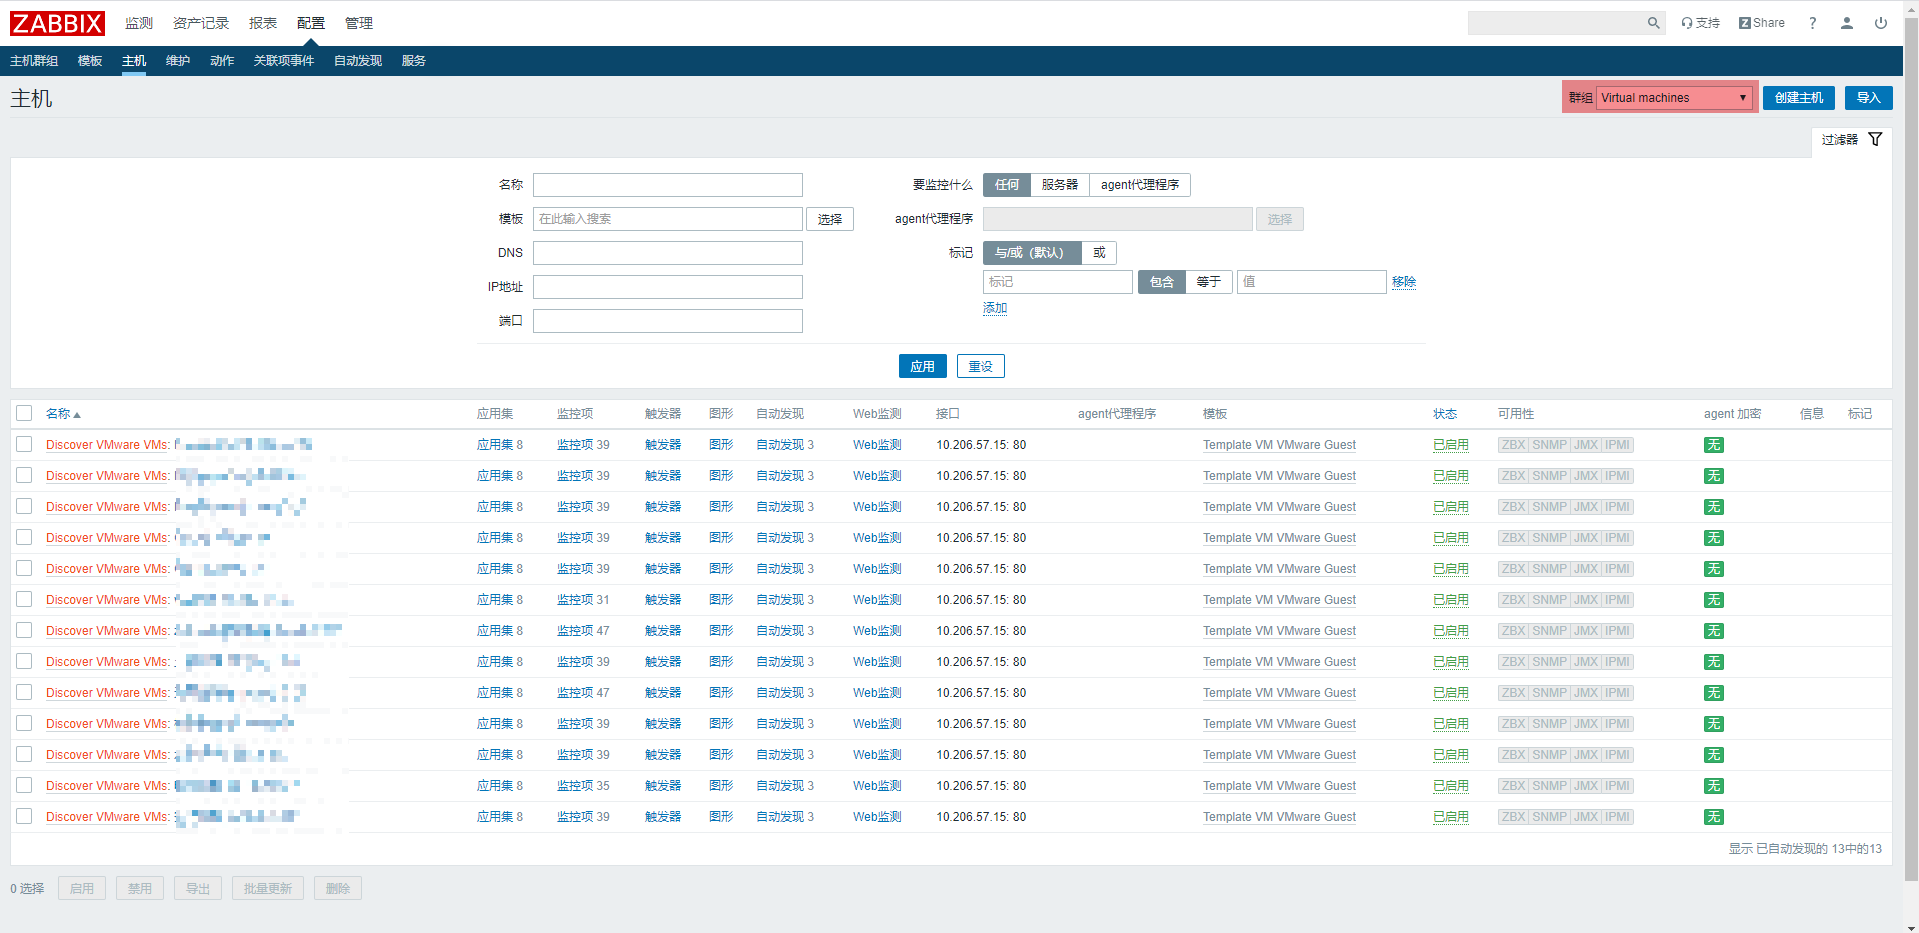 ZABBIX 监测 资产记录 报表 配置 管理 支持 Z Share ?
主机群组 模板 主机 维护 动作 关联项事件 自动发现 服务
主机 群组 Virtual machines 创建主机 导入
过滤器
名称 要监控什么 任何 服务器 agent代理程序
模板 在此输入搜索 选择 agent代理程序 选择
DNS 标记 与/或（默认） 或
标记 包含 等于 值 移除
IP地址
添加
端口
应用 重设
名称 应用集 监控项 触发器 图形 自动发现 Web监测 接口 agent代理程序 模板 状态 可用性 agent 加密 信息 标记
Discover VMware VMs: 应用集 8 监控项 39 触发器 图形 自动发现 3 Web监测 10.206.57.15: 80 Template VM VMware Guest 已启用 ZBX SNMP JMX IPMI 无
Discover VMware VMs: 应用集 8 监控项 39 触发器 图形 自动发现 3 Web监测 10.206.57.15: 80 Template VM VMware Guest 已启用 ZBX SNMP JMX IPMI 无
Discover VMware VMs: 应用集 8 监控项 39 触发器 图形 自动发现 3 Web监测 10.206.57.15: 80 Template VM VMware Guest 已启用 ZBX SNMP JMX IPMI 无
Discover VMware VMs: 应用集 8 监控项 39 触发器 图形 自动发现 3 Web监测 10.206.57.15: 80 Template VM VMware Guest 已启用 ZBX SNMP JMX IPMI 无
Discover VMware VMs: 应用集 8 监控项 39 触发器 图形 自动发现 3 Web监测 10.206.57.15: 80 Template VM VMware Guest 已启用 ZBX SNMP JMX IPMI 无
Discover VMware VMs: 应用集 8 监控项 31 触发器 图形 自动发现 3 Web监测 10.206.57.15: 80 Template VM VMware Guest 已启用 ZBX SNMP JMX IPMI 无
Discover VMware VMs: 应用集 8 监控项 47 触发器 图形 自动发现 3 Web监测 10.206.57.15: 80 Template VM VMware Guest 已启用 ZBX SNMP JMX IPMI 无
Discover VMware VMs: 应用集 8 监控项 39 触发器 图形 自动发现 3 Web监测 10.206.57.15: 80 Template VM VMware Guest 已启用 ZBX SNMP JMX IPMI 无
Discover VMware VMs: 应用集 8 监控项 47 触发器 图形 自动发现 3 Web监测 10.206.57.15: 80 Template VM VMware Guest 已启用 ZBX SNMP JMX IPMI 无
Discover VMware VMs: 应用集 8 监控项 39 触发器 图形 自动发现 3 Web监测 10.206.57.15: 80 Template VM VMware Guest 已启用 ZBX SNMP JMX IPMI 无
Discover VMware VMs: 应用集 8 监控项 39 触发器 图形 自动发现 3 Web监测 10.206.57.15: 80 Template VM VMware Guest 已启用 ZBX SNMP JMX IPMI 无
Discover VMware VMs: 应用集 8 监控项 35 触发器 图形 自动发现 3 Web监测 10.206.57.15: 80 Template VM VMware Guest 已启用 ZBX SNMP JMX IPMI 无
Discover VMware VMs: 应用集 8 监控项 39 触发器 图形 自动发现 3 Web监测 10.206.57.15: 80 Template VM VMware Guest 已启用 ZBX SNMP JMX IPMI 无
显示 已自动发现的 13中的13
0 选择 启用 禁用 导出 批量更新 删除